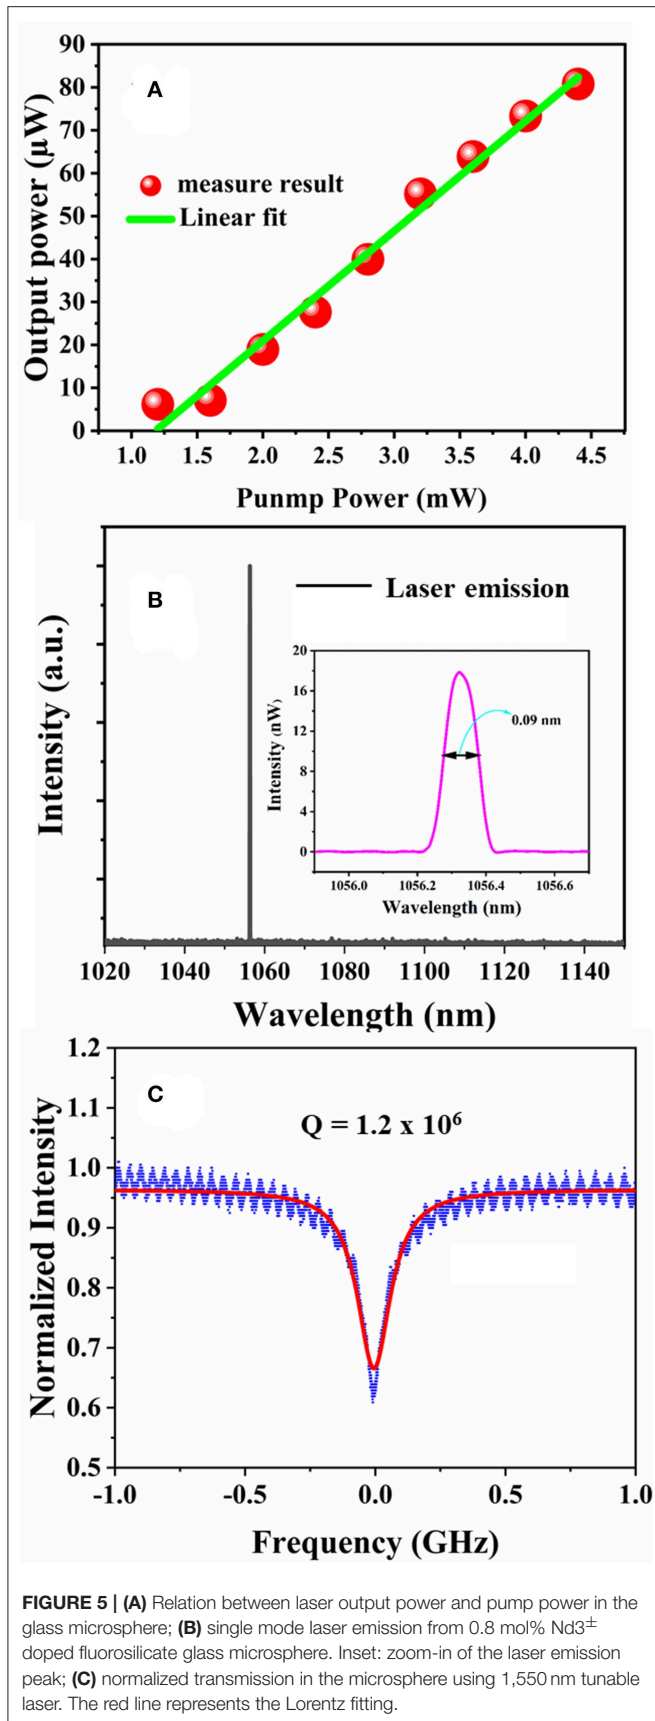 90
80
70
60
50
40
30
20
10
0
Output power (μW)
A
measure result
Linear fit
1.0 1.5 2.0 2.5 3.0 3.5 4.0 4.5
Punmp Power (mW)
B
Laser emission
Intensity (a.u.)
20
16
12
8
4
0
Intensity (nW)
0.09 nm
1056.0 1056.2 1056.4 1056.6
Wavelength (nm)
1020 1040 1060 1080 1100 1120 1140
Wavelength (nm)
1.2
1.1
1.0
0.9
0.8
0.7
0.6
0.5
Normalized Intensity
C
Q = 1.2 x 10⁶
-1.0 -0.5 0.0 0.5 1.0
Frequency (GHz)
FIGURE 5 | (A) Relation between laser output power and pump power in the
glass microsphere; (B) single mode laser emission from 0.8 mol% Nd3±
doped fluorosilicate glass microsphere. Inset: zoom-in of the laser emission
peak; (C) normalized transmission in the microsphere using 1,550 nm tunable
laser. The red line represents the Lorentz fitting.